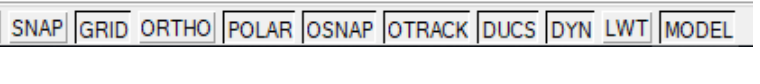 SNAP GRID ORTHO POLAR OSNAP OTRACK DUCS DYN LWT MODEL